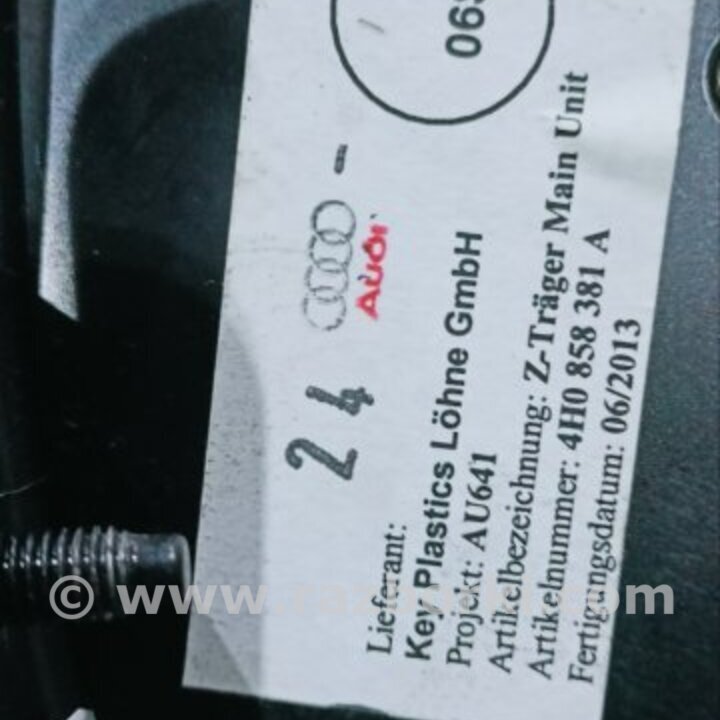 Audi
24
Lieferant:
Key Plastics Löhne GmbH
Projekt: AU641
Artikelbezeichnung: Z-Träger Main Unit
Artikelnummer: 4H0 858 381 A
Fertigungsdatum: 06/2013